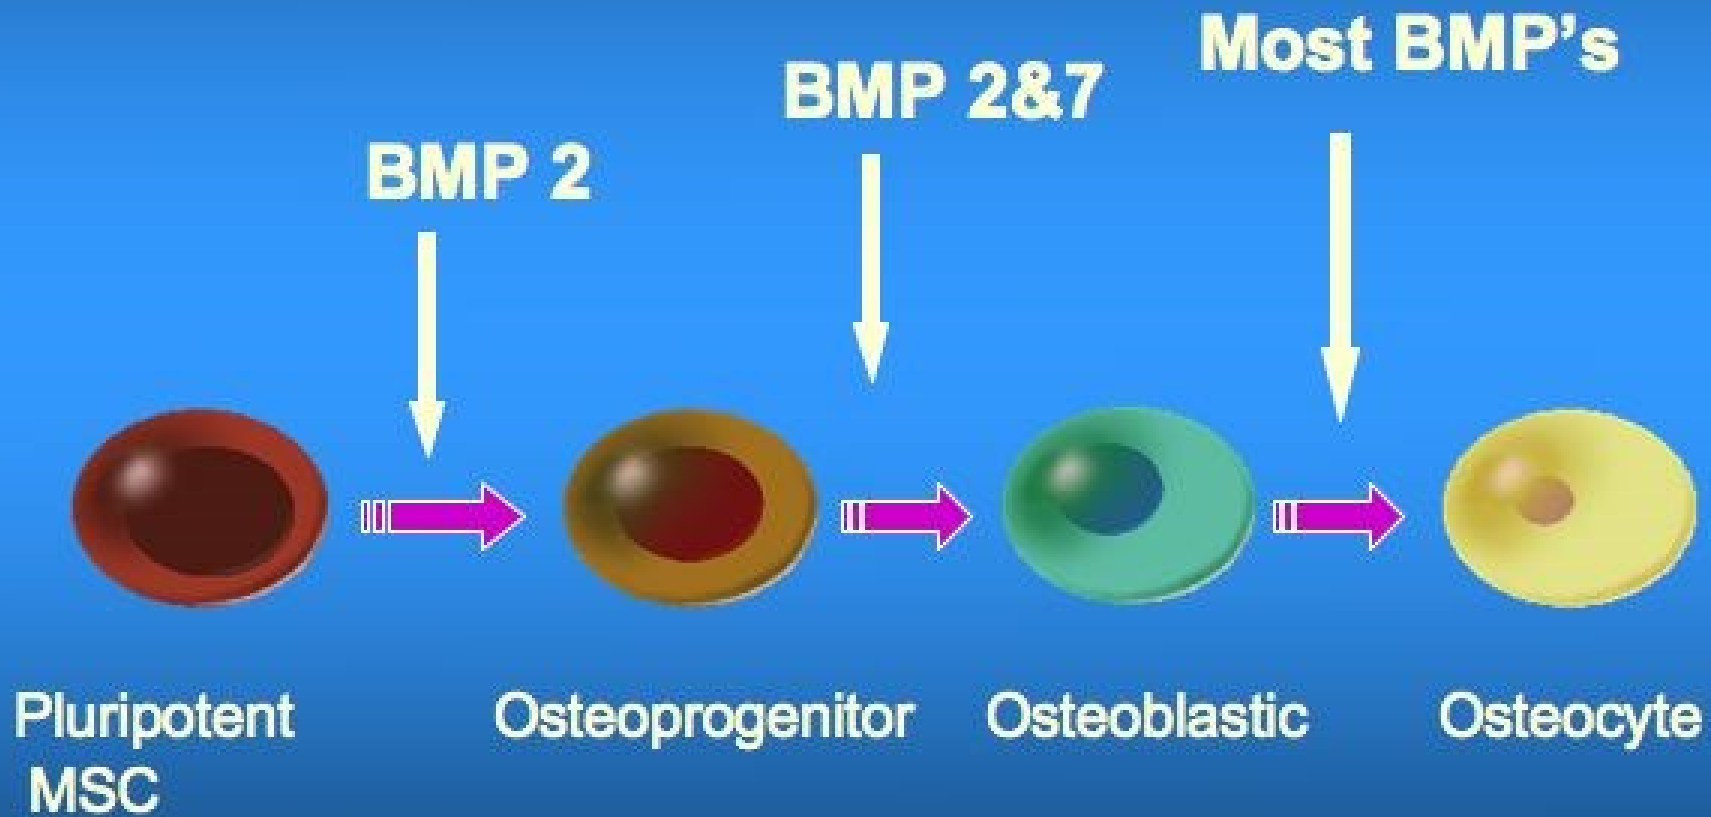 Most BMP's
BMP 2&7
BMP 2
Pluripotent
MSC
Osteoprogenitor
Osteoblastic
Osteocyte